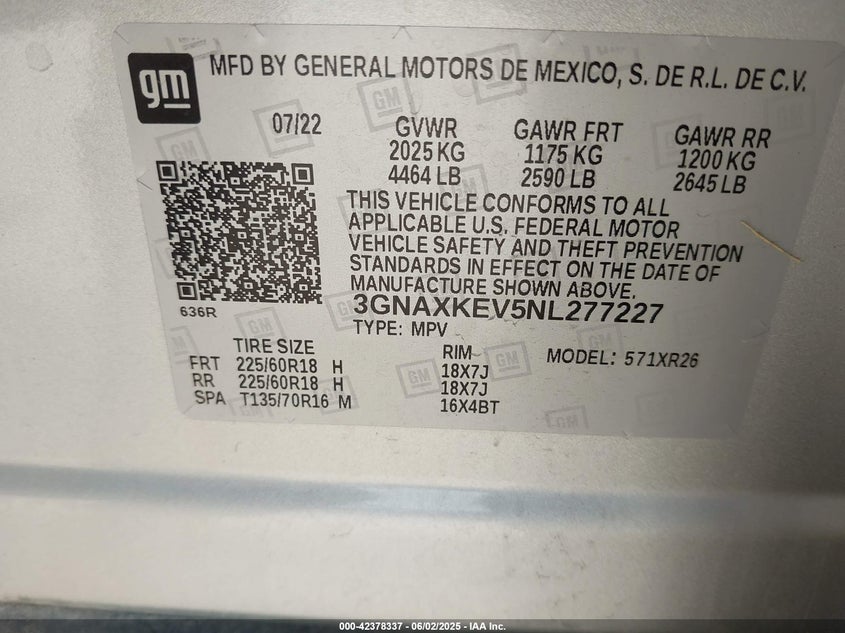 gm
MFD BY GENERAL MOTORS DE MEXICO, S. DE R.L. DE C.V.
07/22 GVWR GAWR FRT GAWR RR
2025 KG 1175 KG 1200 KG
4464 LB 2590 LB 2645 LB
THIS VEHICLE CONFORMS TO ALL
APPLICABLE U.S. FEDERAL MOTOR
VEHICLE SAFETY AND THEFT PREVENTION
STANDARDS IN EFFECT ON THE DATE OF
MANUFACTURE SHOWN ABOVE.
636R
3GNAXKEV5NL277227
TYPE: MPV
TIRE SIZE RIM MODEL: 571XR26
FRT 225/60R18 H 18X7J
RR 225/60R18 H 18X7J
SPA T135/70R16 M 16X4BT
000-42378337 - 06/02/2025 - IAA Inc.